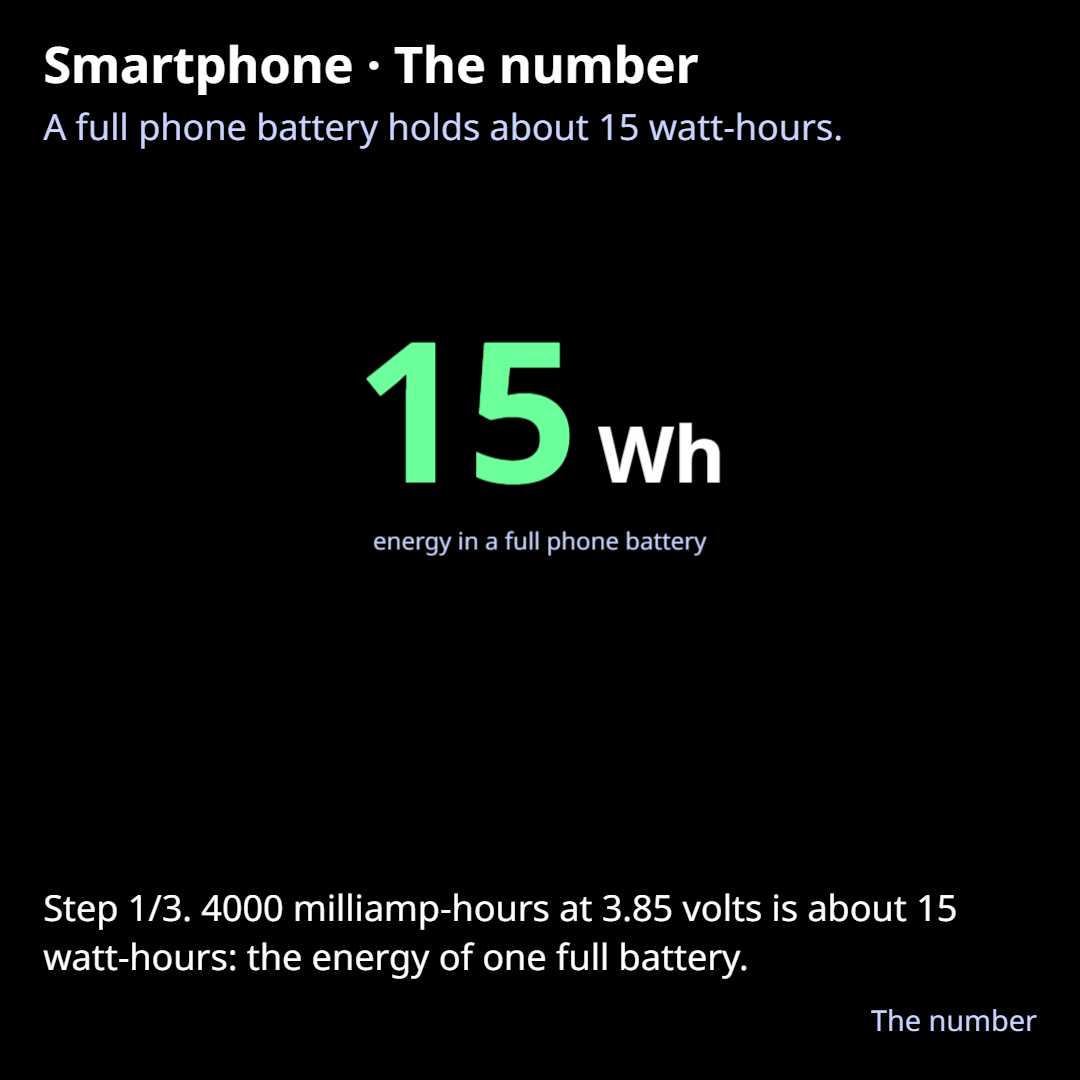 Smartphone · The number
A full phone battery holds about 15 watt-hours.
15 Wh
energy in a full phone battery
Step 1/3. 4000 milliamp-hours at 3.85 volts is about 15
watt-hours: the energy of one full battery.
The number